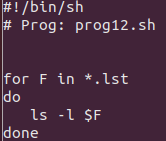 #!/bin/sh
# Prog: prog12.sh
for F in *.lst
do
   ls -l $F
done